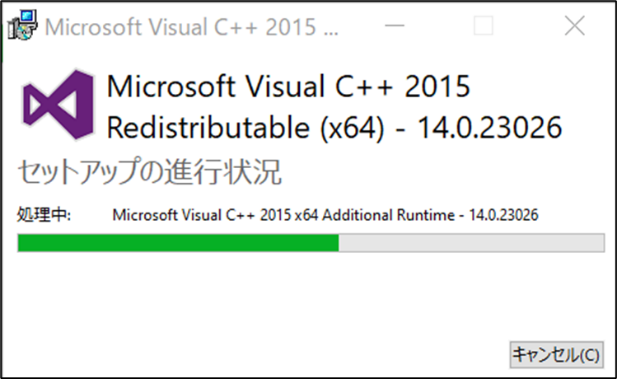 Microsoft Visual C++ 2015 ...
Microsoft Visual C++ 2015
Redistributable (x64) - 14.0.23026
セットアップの進行状況
処理中: Microsoft Visual C++ 2015 x64 Additional Runtime - 14.0.23026
キャンセル(C)